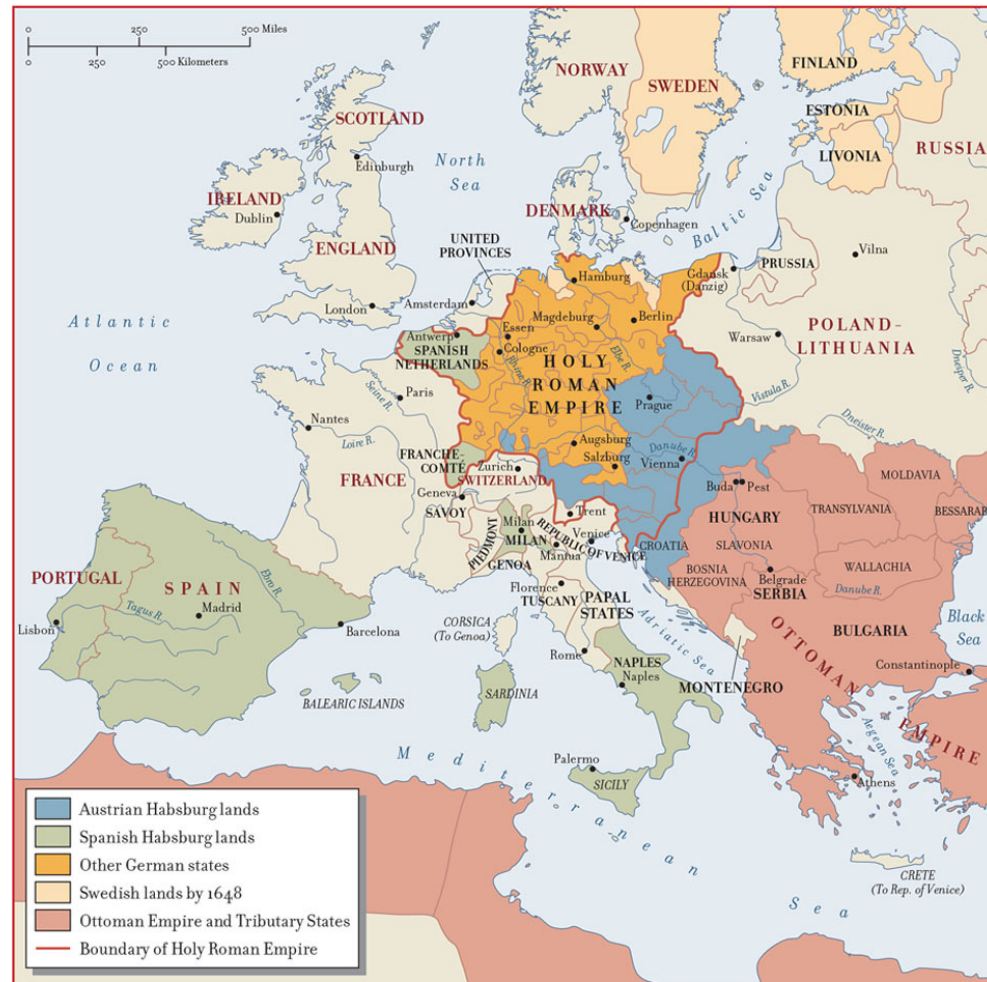 0 250 500 Miles
0 250 500 Kilometers
NORWAY
SWEDEN
FINLAND
ESTONIA
LIVONIA
RUSSIA
SCOTLAND
Edinburgh
North
Sea
Baltic Sea
IRELAND
Dublin
DENMARK
Copenhagen
ENGLAND
UNITED
PROVINCES
London
Amsterdam
Hamburg
Gdansk
(Danzig)
PRUSSIA
Vilna
Atlantic
Ocean
Antwerp
SPANISH
NETHERLANDS
Essen
Cologne
Rhine R.
Magdeburg
Elbe R.
Berlin
HOLY
ROMAN
EMPIRE
Warsaw
Vistula R.
POLAND-
LITHUANIA
Dneiper R.
Dneister R.
Paris
Seine R.
Prague
Nantes
Loire R.
Augsburg
Salzburg
Danube R.
Vienna
FRANCHE-
COMTÉ
FRANCE
Zurich
SWITZERLAND
Geneva
SAVOY
Trent
Buda
Pest
HUNGARY
MOLDAVIA
TRANSYLVANIA
BESSARAB
PIEDMONT
Milan
MILAN
GENOA
REPUBLIC OF VENICE
Venice
Mantua
CROATIA
SLAVONIA
BOSNIA
HERZEGOVINA
Belgrade
SERBIA
WALLACHIA
Danube R.
PORTUGAL
SPAIN
Ebro R.
Madrid
Tagus R.
Lisbon
Barcelona
Florence
TUSCANY
PAPAL
STATES
CORSICA
(To Genoa)
Rome
Adriatic Sea
BULGARIA
Black
Sea
Constantinople
NAPLES
Naples
MONTENEGRO
OTTOMAN
EMPIRE
BALEARIC ISLANDS
SARDINIA
Aegean Sea
Athens
Mediterranean
Sea
Palermo
SICILY
CRETE
(To Rep. of Venice)
Austrian Habsburg lands
Spanish Habsburg lands
Other German states
Swedish lands by 1648
Ottoman Empire and Tributary States
Boundary of Holy Roman Empire